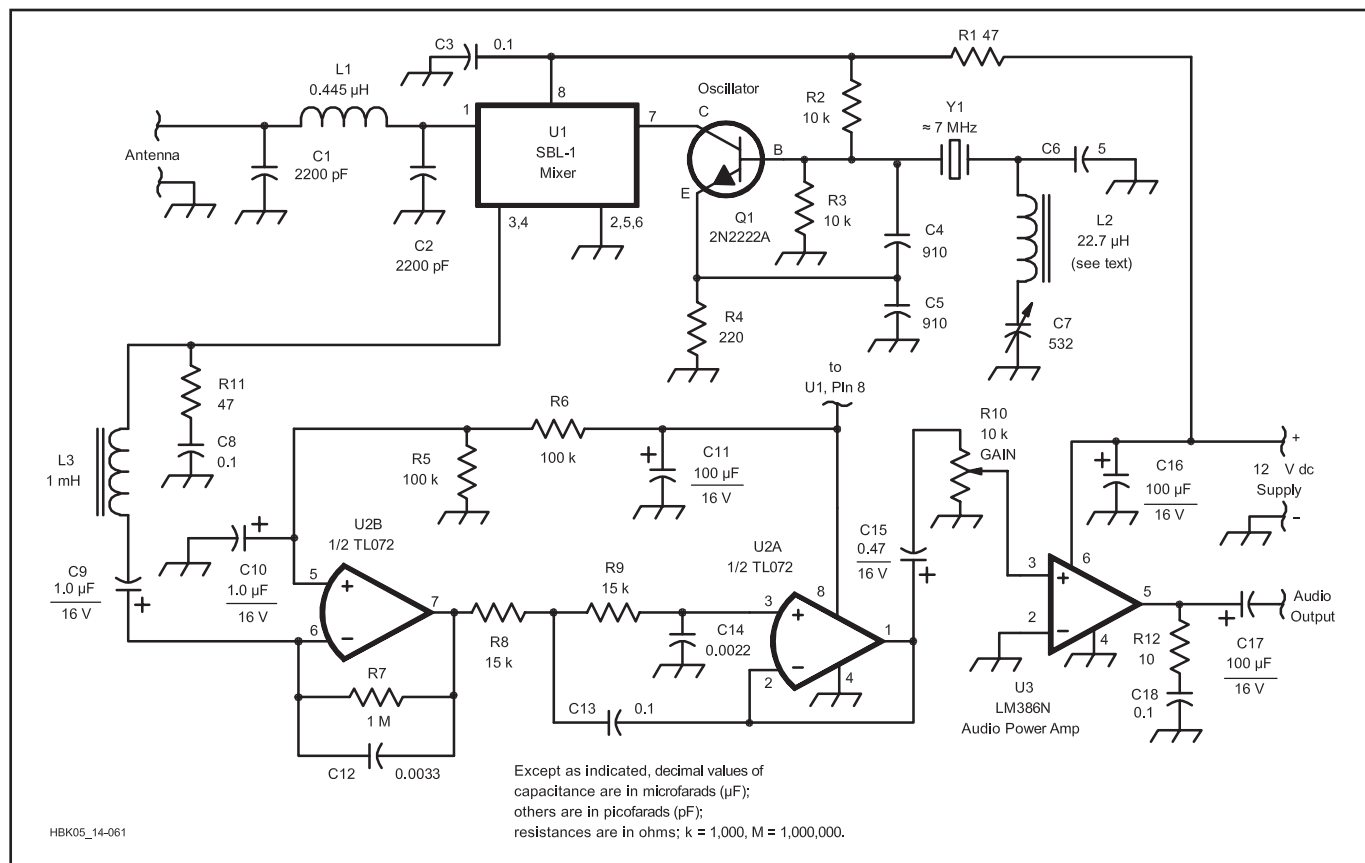 C3
0.1
R1 47
L1
0.445 µH
8
Oscillator
1
7
C
R2
10 k
Y1
≈ 7 MHz
U1
SBL-1
Mixer
B
C6
5
Antenna
C1
2200 pF
E
R3
10 k
Q1
2N2222A
3,4
2,5,6
C2
2200 pF
C4
910
L2
22.7 µH
(see text)
R4
220
C5
910
C7
532
to
U1, PIn 8
R11
47
R6
100 k
R10
10 k
GAIN
C8
0.1
L3
1 mH
R5
100 k
+
C11
100 µF
16 V
+
C16
100 µF
16 V
+
12 V dc
Supply
−
U2B
1/2 TL072
+
C9
1.0 µF
16 V
+
C10
1.0 µF
16 V
5
+
7
6
−
R9
15 k
U2A
1/2 TL072
C15
0.47
16 V
+
8
3
+
1
2
−
4
R8
15 k
C14
0.0022
3
+
6
5
2
−
4
Audio
Output
R12
10
+
C17
100 µF
16 V
R7
1 M
C13
0.1
U3
LM386N
Audio Power Amp
C18
0.1
C12
0.0033
Except as indicated, decimal values of
capacitance are in microfarads (µF);
others are in picofarads (pF);
resistances are in ohms; k = 1,000, M = 1,000,000.
HBK05_14-061